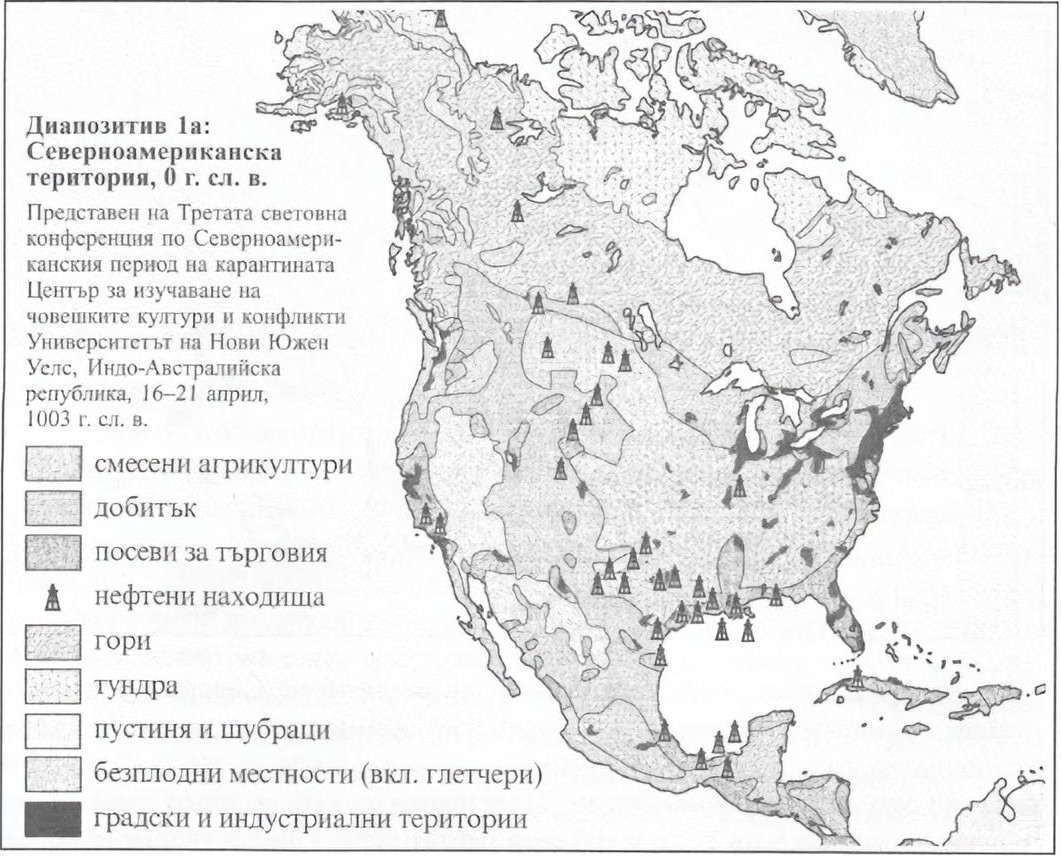 Диапозитив 1а:
Северноамериканска
територия, 0 г. сл. в.
Представен на Третата световна
конференция по Северноамери-
канския период на карантината
Център за изучаване на
човешките култури и конфликти
Университетът на Нови Южен
Уелс, Индо-Австралийска
република, 16–21 април,
1003 г. сл. в.
смесени агрикултури
добитък
посеви за търговия
нефтени находища
гори
тундра
пустиня и шубраци
безплодни местности (вкл. глетчери)
градски и индустриални територии